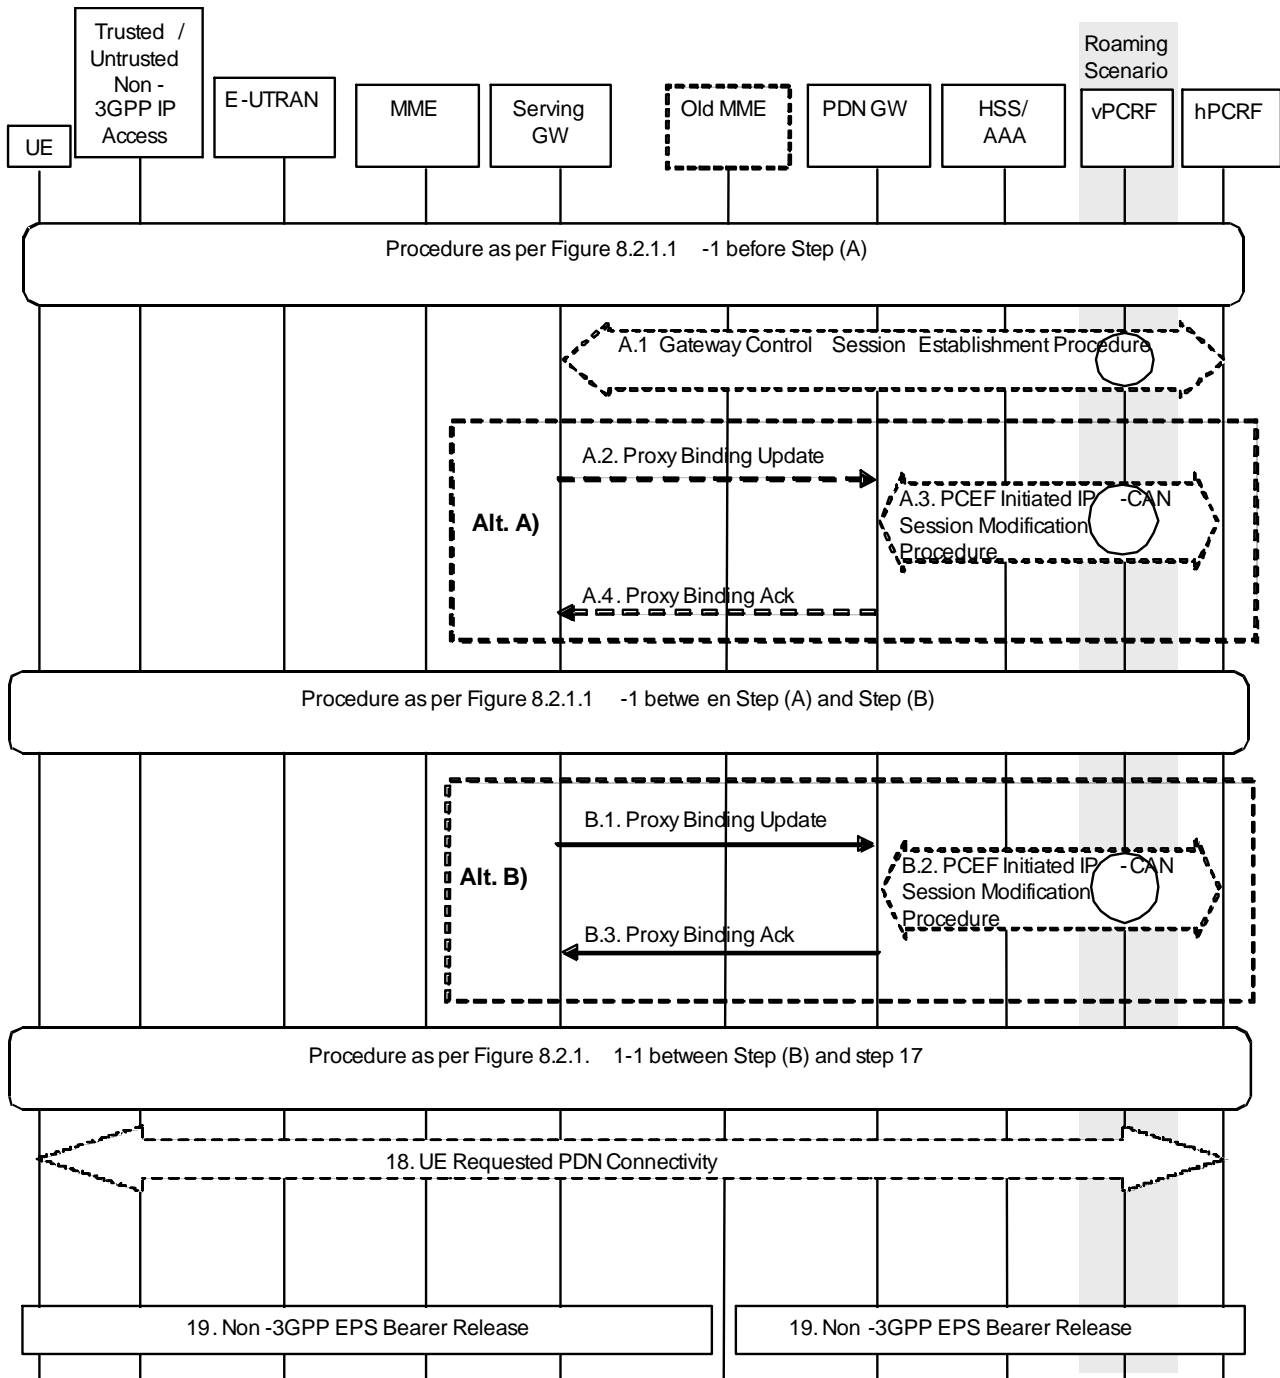 Trusted /
Untrusted
Non -
3GPP IP
Access
Roaming
Scenario
UE
E-UTRAN
MME
Serving
GW
Old MME
PDN GW
HSS/
AAA
vPCRF
hPCRF
Procedure as per Figure 8.2.1.1 -1 before Step (A)
A.1 Gateway Control Session Establishment Procedure
A.2. Proxy Binding Update
Alt. A)
A.3. PCEF Initiated IP -CAN
Session Modification
Procedure
A.4. Proxy Binding Ack
Procedure as per Figure 8.2.1.1 -1 betwe en Step (A) and Step (B)
B.1. Proxy Binding Update
Alt. B)
B.2. PCEF Initiated IP -CAN
Session Modification
Procedure
B.3. Proxy Binding Ack
Procedure as per Figure 8.2.1. 1-1 between Step (B) and step 17
18. UE Requested PDN Connectivity
19. Non -3GPP EPS Bearer Release
19. Non -3GPP EPS Bearer Release